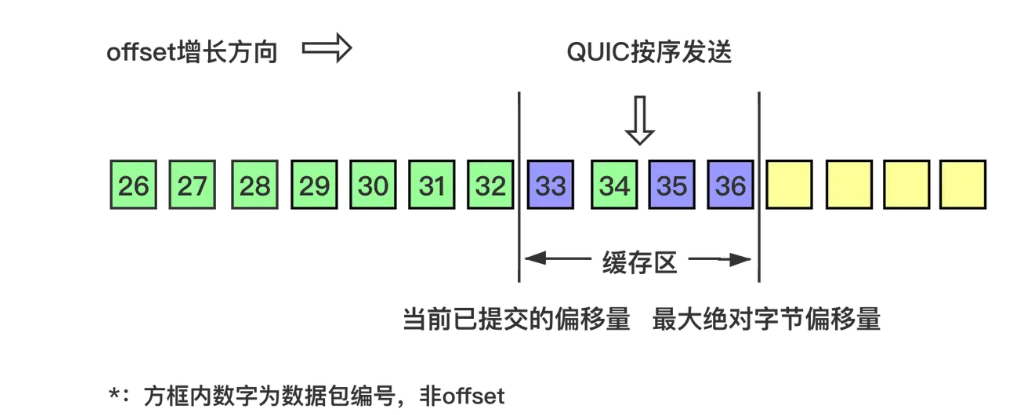 offset增长方向
QUIC按序发送
26 27 28 29 30 31 32 33 34 35 36
缓存区
当前已提交的偏移量 最大绝对字节偏移量
*：方框内数字为数据包编号，非offset